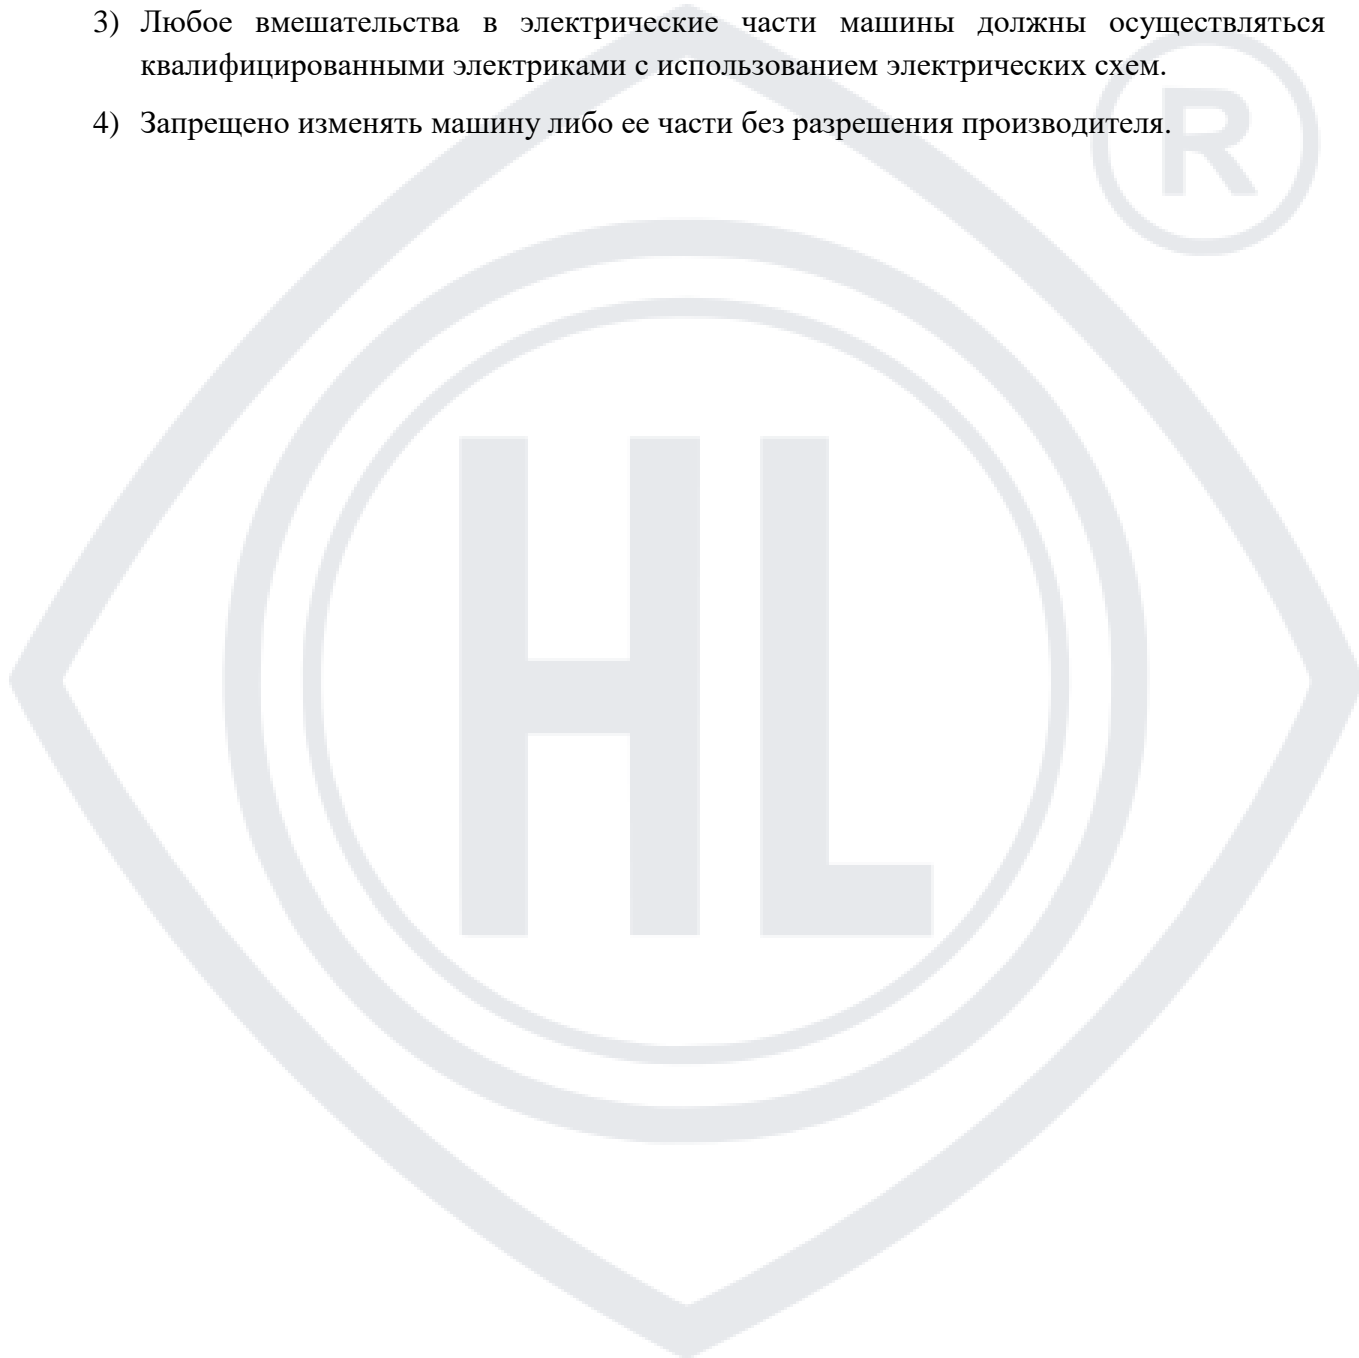 3) Любое вмешательства в электрические части машины должны осуществляться
квалифицированными электриками с использованием электрических схем.
4) Запрещено изменять машину либо ее части без разрешения производителя.
R
HL